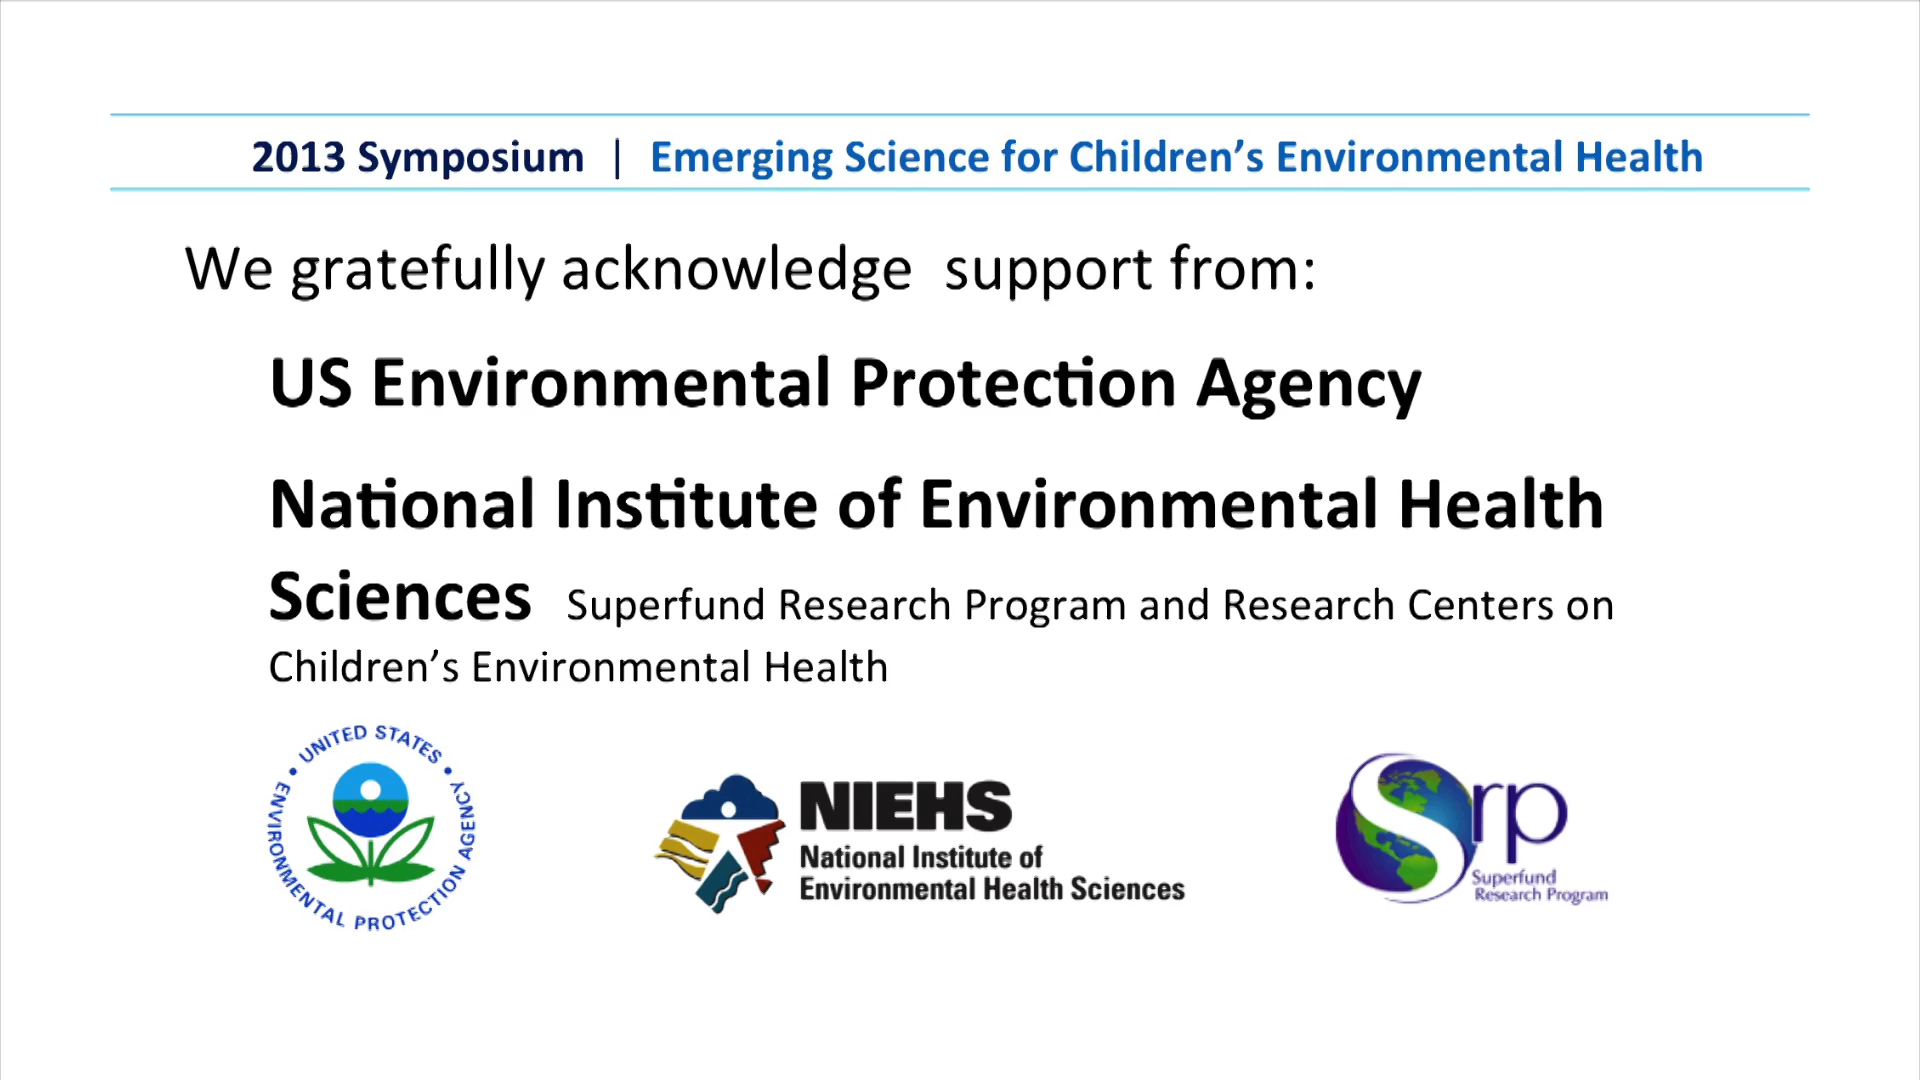 2013 Symposium | Emerging Science for Children’s Environmental Health
We gratefully acknowledge support from:
US Environmental Protection Agency
National Institute of Environmental Health
Sciences Superfund Research Program and Research Centers on
Children’s Environmental Health
UNITED STATES • ENVIRONMENTAL PROTECTION AGENCY •
NIEHS
National Institute of
Environmental Health Sciences
Srp
Superfund
Research Program